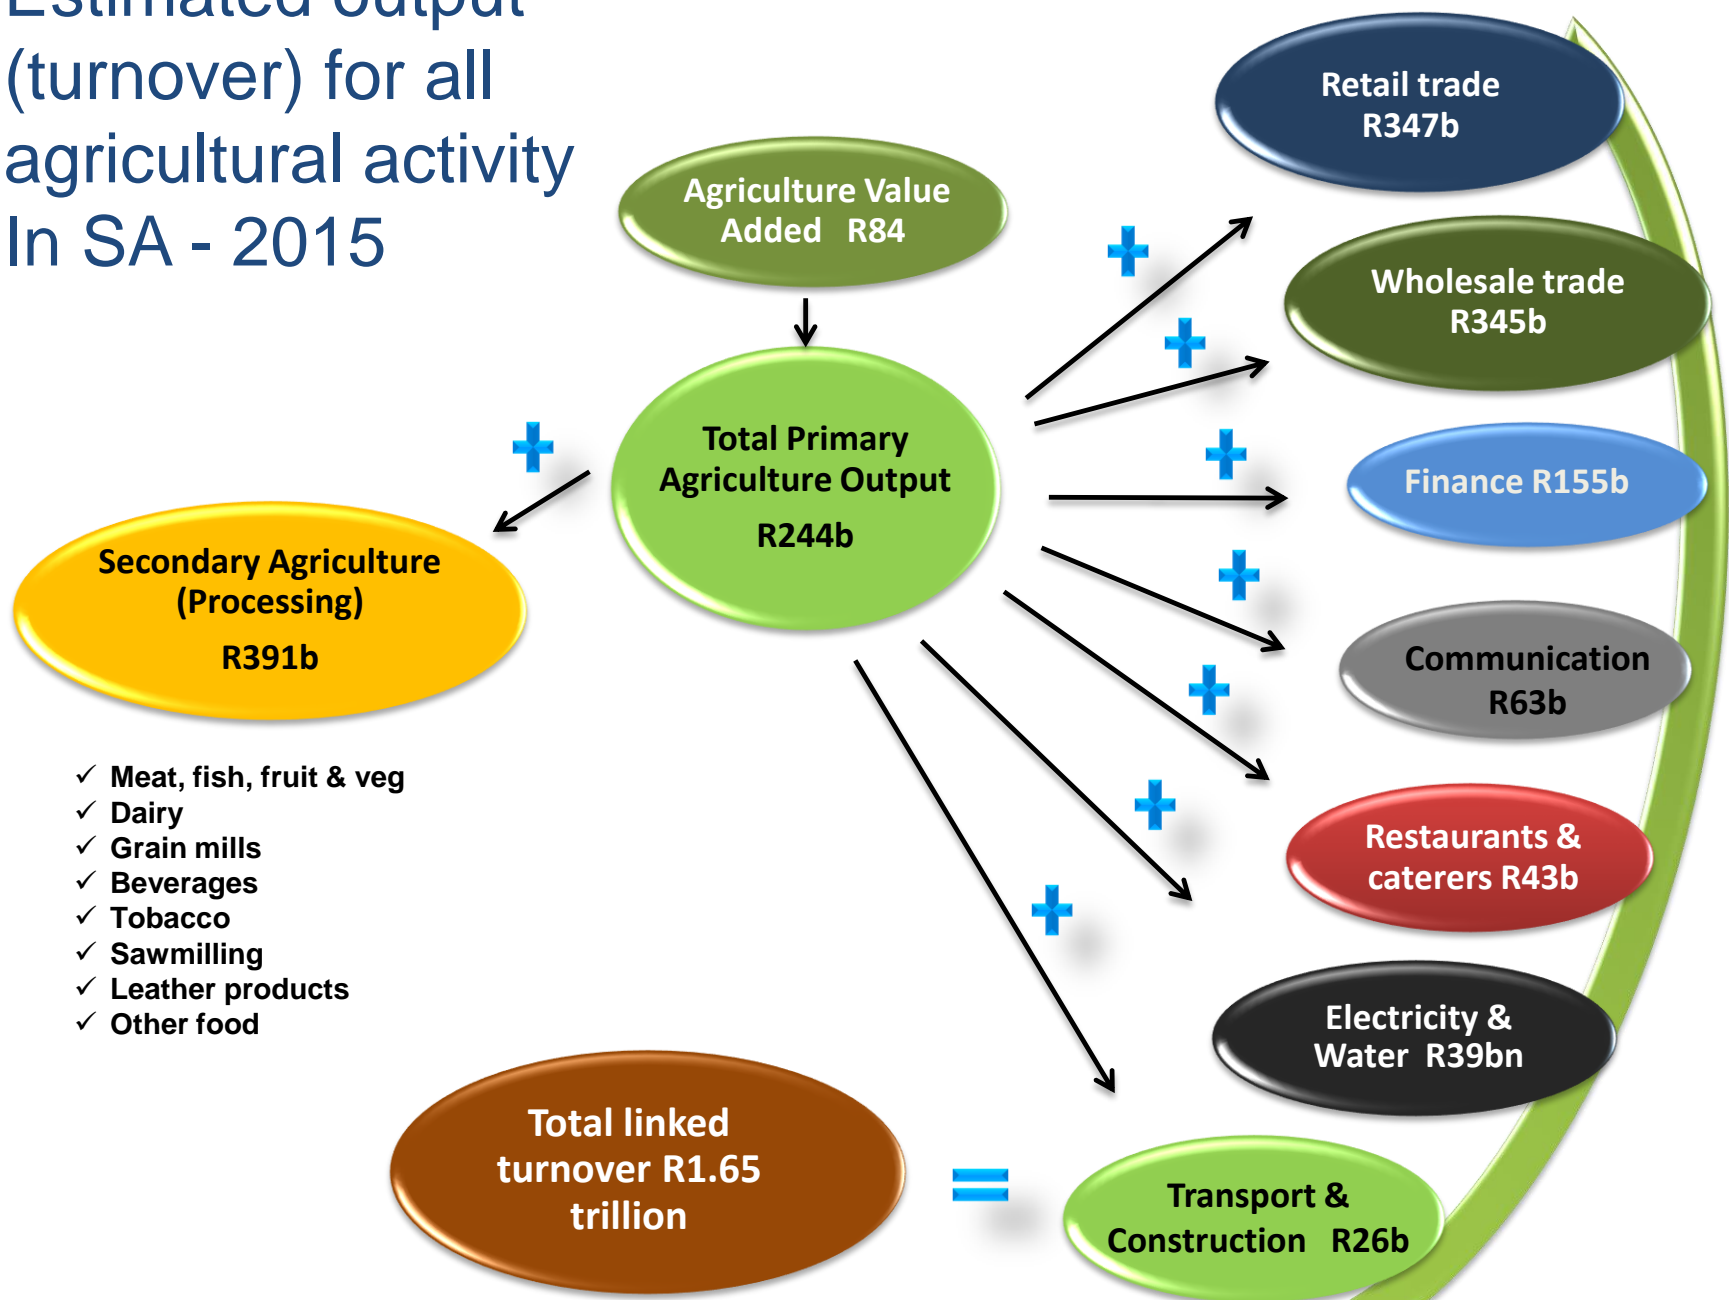 Estimated output
(turnover) for all
agricultural activity
In SA - 2015
Agriculture Value
Added R84
Total Primary
Agriculture Output
R244b
Secondary Agriculture
(Processing)
R391b
✓ Meat, fish, fruit & veg
✓ Dairy
✓ Grain mills
✓ Beverages
✓ Tobacco
✓ Sawmilling
✓ Leather products
✓ Other food
Retail trade
R347b
Wholesale trade
R345b
Finance R155b
Communication
R63b
Restaurants &
caterers R43b
Electricity &
Water R39bn
Transport &
Construction R26b
Total linked
turnover R1.65
trillion